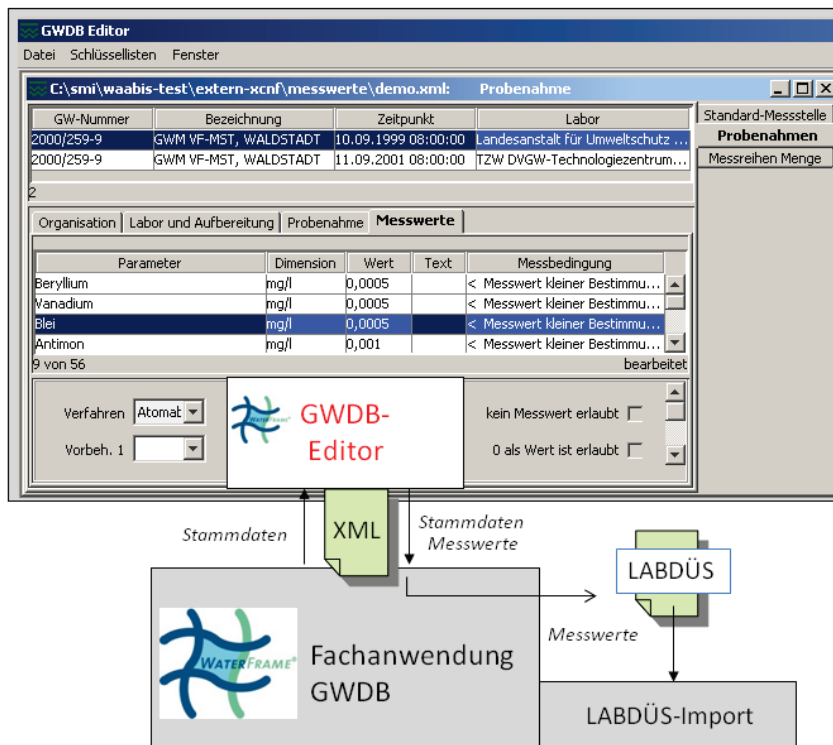 GWDB Editor
Datei Schlüssellisten Fenster
C:\smi\waabis-test\extern-xcnf\messwerte\demo.xml: Probenahme
GW-Nummer Bezeichnung Zeitpunkt Labor
2000/259-9 GWM VF-MST, WALDSTADT 10.09.1999 08:00:00 Landesanstalt für Umweltschutz ...
2000/259-9 GWM VF-MST, WALDSTADT 11.09.2001 08:00:00 TZW DVGW-Technologiezentrum...
2
Standard-Messstelle
Probenahmen
Messreihen Menge
Organisation Labor und Aufbereitung Probenahme Messwerte
Parameter Dimension Wert Text Messbedingung
Beryllium mg/l 0,0005 < Messwert kleiner Bestimmu...
Vanadium mg/l 0,0005 < Messwert kleiner Bestimmu...
Blei mg/l 0,0005 < Messwert kleiner Bestimmu...
Antimon mg/l 0,001 < Messwert kleiner Bestimmu...
9 von 56 bearbeitet
Verfahren Atomat
Vorbeh. 1
kein Messwert erlaubt
0 als Wert ist erlaubt
WATERFRAME®
GWDB-
Editor
Stammdaten
XML
Stammdaten
Messwerte
LABDÜS
Messwerte
WATERFRAME®
Fachanwendung
GWDB
LABDÜS-Import